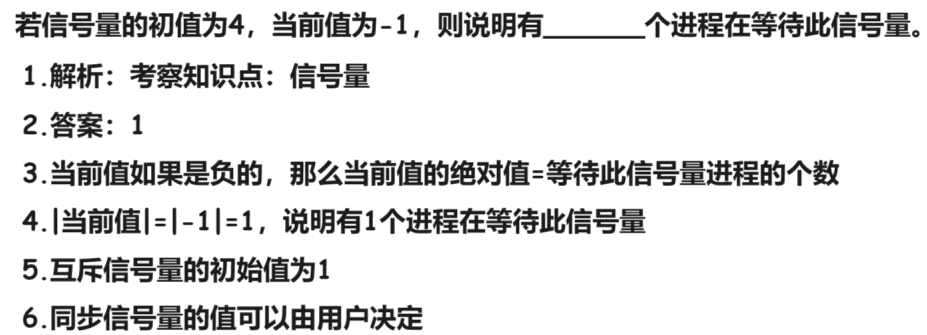 若信号量的初值为4，当前值为-1，则说明有_______个进程在等待此信号量。
1.解析：考察知识点：信号量
2.答案：1
3.当前值如果是负的，那么当前值的绝对值=等待此信号量进程的个数
4.|当前值|=|-1|=1，说明有1个进程在等待此信号量
5.互斥信号量的初始值为1
6.同步信号量的值可以由用户决定